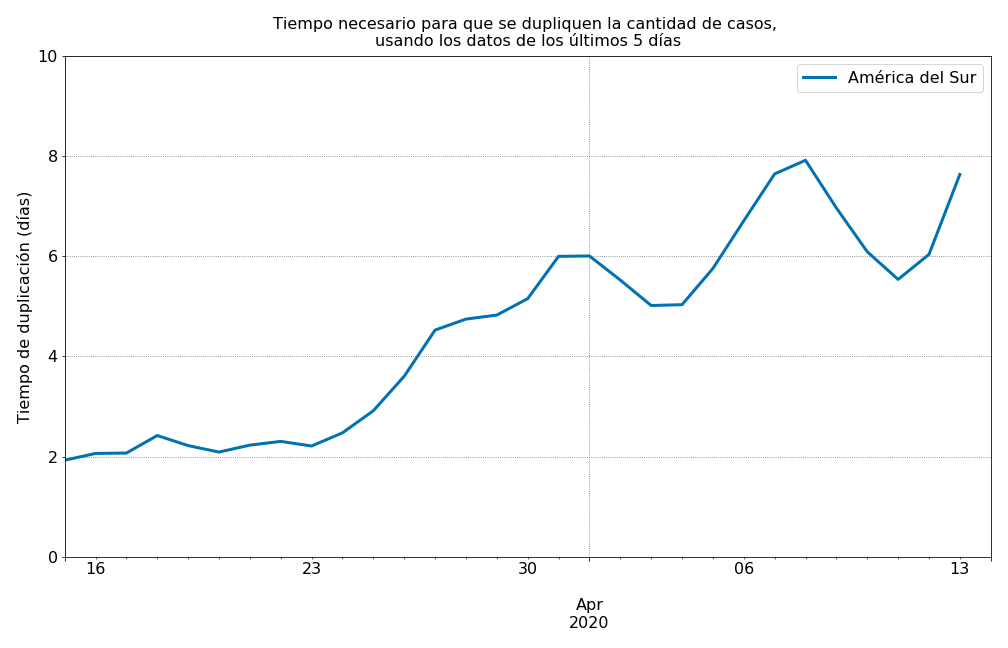 Tiempo necesario para que se dupliquen la cantidad de casos,
usando los datos de los últimos 5 días
América del Sur
Tiempo de duplicación (días)
10
8
6
4
2
0
16
23
30
06
13
Apr
2020